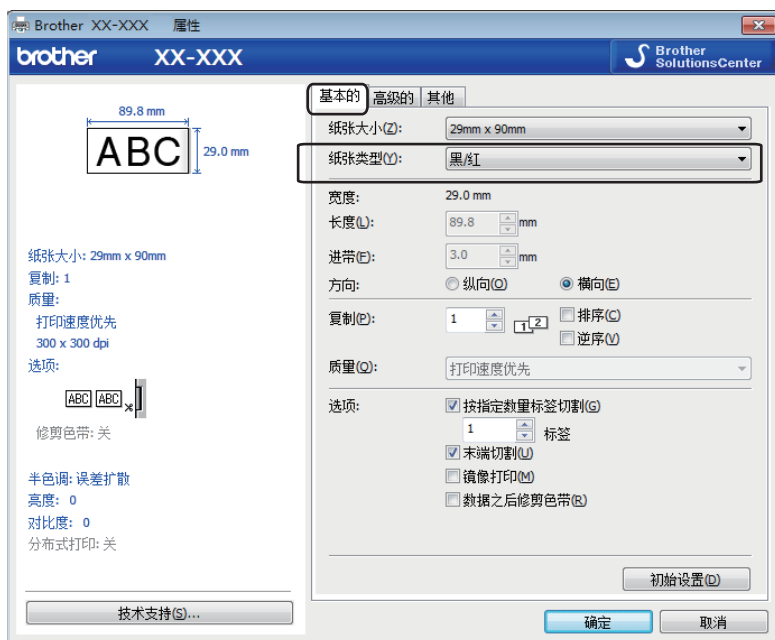 Brother XX-XXX 属性
brother XX-XXX
Brother
SolutionsCenter
89.8 mm
ABC
29.0 mm
纸张大小: 29mm x 90mm
复制: 1
质量:
打印速度优先
300 x 300 dpi
选项:
ABC ABC
修剪色带: 关
半色调: 误差扩散
亮度: 0
对比度: 0
分布式打印: 关
技术支持(S)...
基本的 高级的 其他
纸张大小(Z): 29mm x 90mm
纸张类型(Y): 黑/红
宽度: 29.0 mm
长度(L): 89.8 mm
进带(F): 3.0 mm
方向: 纵向(O) 横向(E)
复制(P): 1 1 2 排序(C)
逆序(V)
质量(Q): 打印速度优先
选项: 按指定数量标签切割(G)
1 标签
末端切割(U)
镜像打印(M)
数据之后修剪色带(R)
初始设置(D)
确定 取消